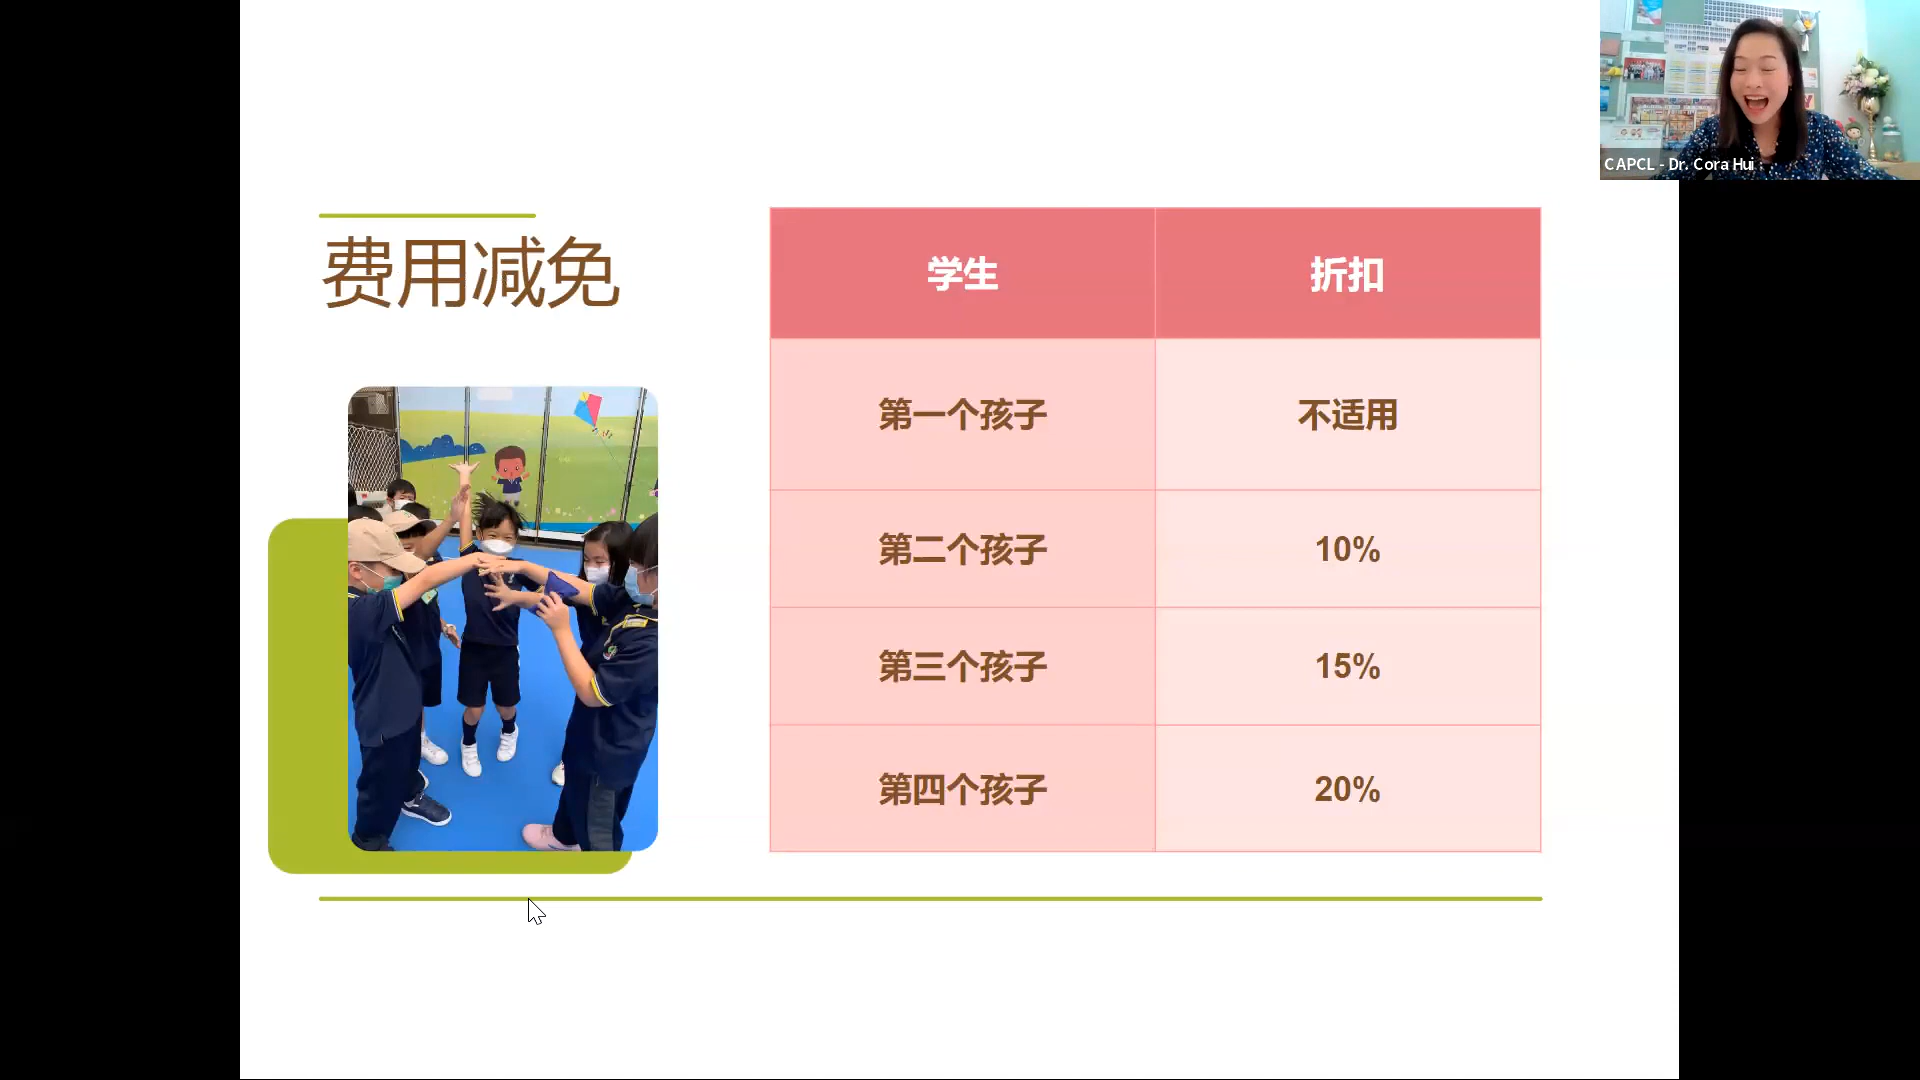 CAPCL - Dr. Cora Hui
费用减免
学生 折扣
第一个孩子 不适用
第二个孩子 10%
第三个孩子 15%
第四个孩子 20%